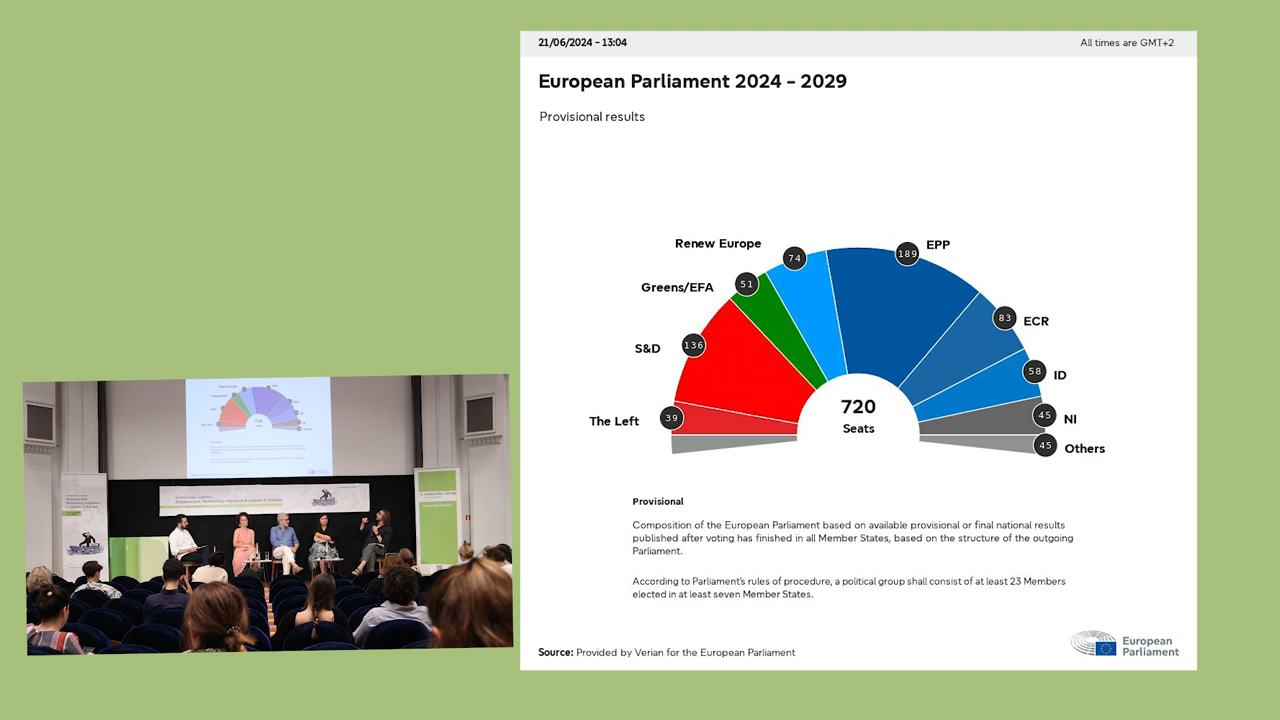 21/06/2024 – 13:04
All times are GMT+2
European Parliament 2024 – 2029
Provisional results
Renew Europe
74
189
EPP
Greens/EFA
51
83
ECR
S&D
136
58
ID
720
Seats
The Left
39
45
NI
45
Others
Provisional
Composition of the European Parliament based on available provisional or final national results
published after voting has finished in all Member States, based on the structure of the outgoing
Parliament.
According to Parliament's rules of procedure, a political group shall consist of at least 23 Members
elected in at least seven Member States.
Source: Provided by Verian for the European Parliament
European
Parliament